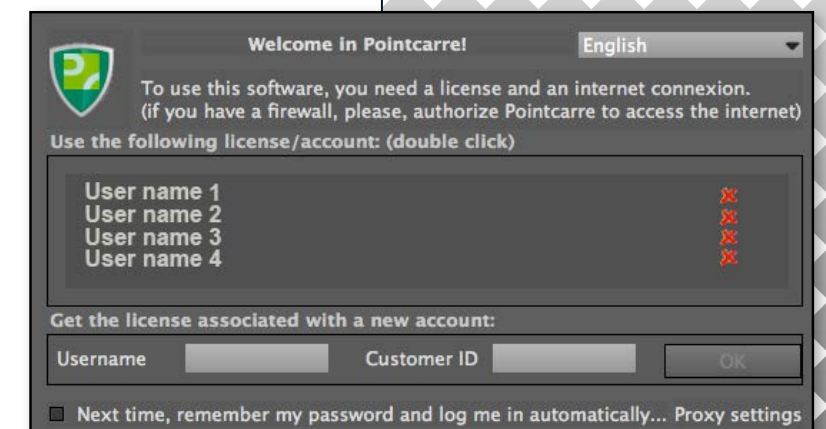 Welcome in Pointcarre!
English
To use this software, you need a license and an internet connexion.
(if you have a firewall, please, authorize Pointcarre to access the internet)
Use the following license/account: (double click)
User name 1
User name 2
User name 3
User name 4
Get the license associated with a new account:
Username Customer ID OK
Next time, remember my password and log me in automatically... Proxy settings